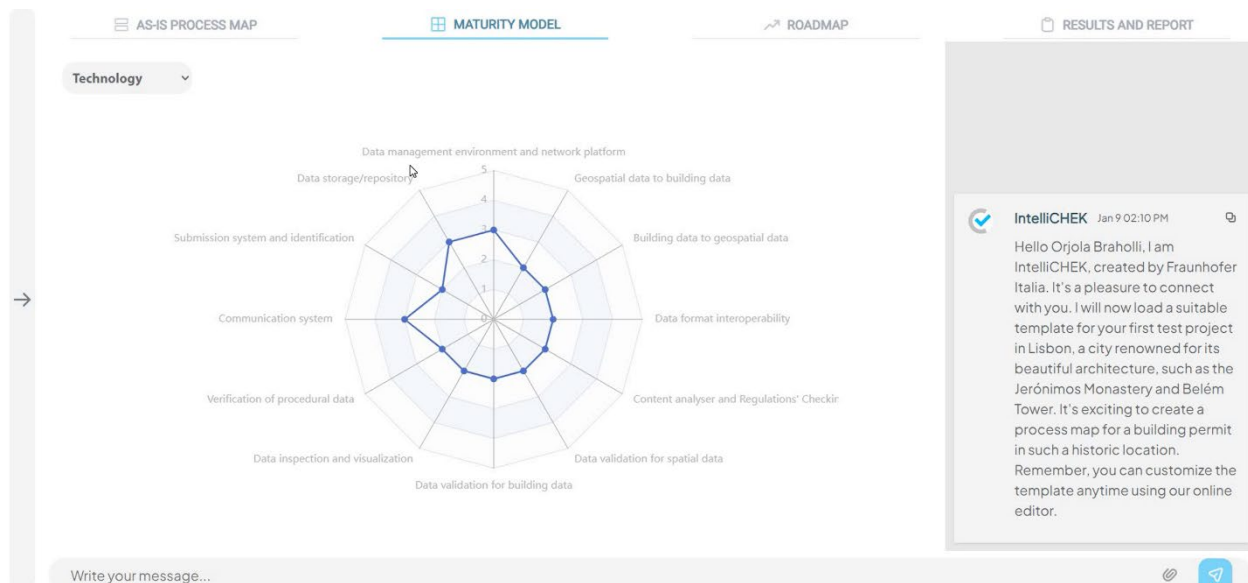 AS-IS PROCESS MAP
MATURITY MODEL
ROADMAP
RESULTS AND REPORT
Technology
Data management environment and network platform
Data storage/repository
5
Geospatial data to building data
4
Submission system and identification
3
Building data to geospatial data
2
1
Communication system
0
Data format interoperability
Verification of procedural data
Content analyser and Regulations' Checkin
Data inspection and visualization
Data validation for spatial data
Data validation for building data
IntelliCHEK Jan 9 02:10 PM
Hello Orjola Braholli, I am
IntelliCHEK, created by Fraunhofer
Italia. It's a pleasure to connect
with you. I will now load a suitable
template for your first test project
in Lisbon, a city renowned for its
beautiful architecture, such as the
Jerónimos Monastery and Belém
Tower. It's exciting to create a
process map for a building permit
in such a historic location.
Remember, you can customize the
template anytime using our online
editor.
Write your message...